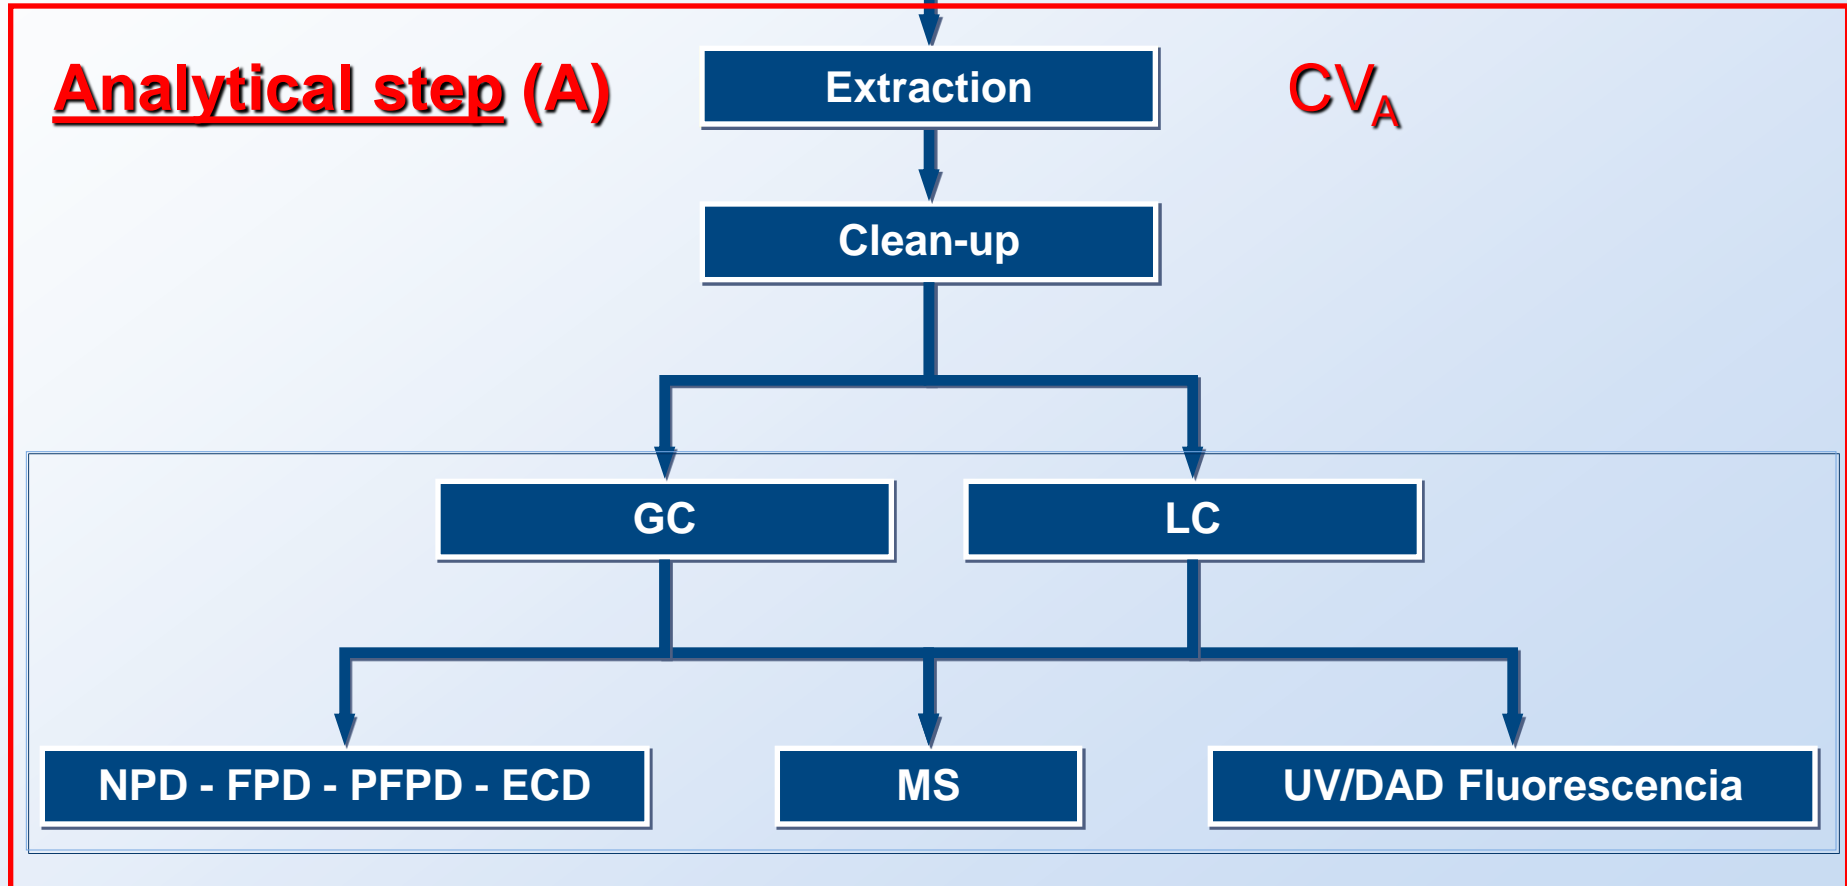 Analytical step (A)
Extraction
CVA
Clean-up
GC
LC
NPD - FPD - PFPD - ECD
MS
UV/DAD Fluorescencia